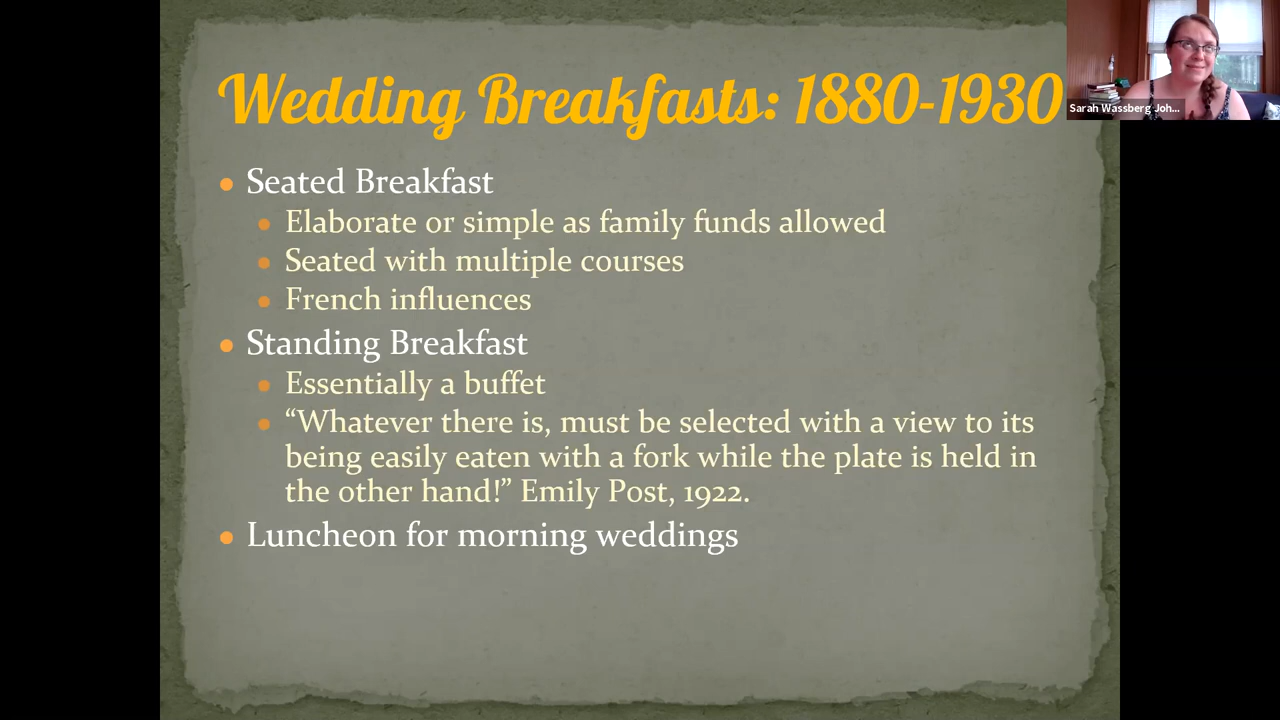 Wedding Breakfasts: 1880-1930
Sarah Wassberg Joh...
• Seated Breakfast
• Elaborate or simple as family funds allowed
• Seated with multiple courses
• French influences
• Standing Breakfast
• Essentially a buffet
• “Whatever there is, must be selected with a view to its
being easily eaten with a fork while the plate is held in
the other hand!” Emily Post, 1922.
• Luncheon for morning weddings